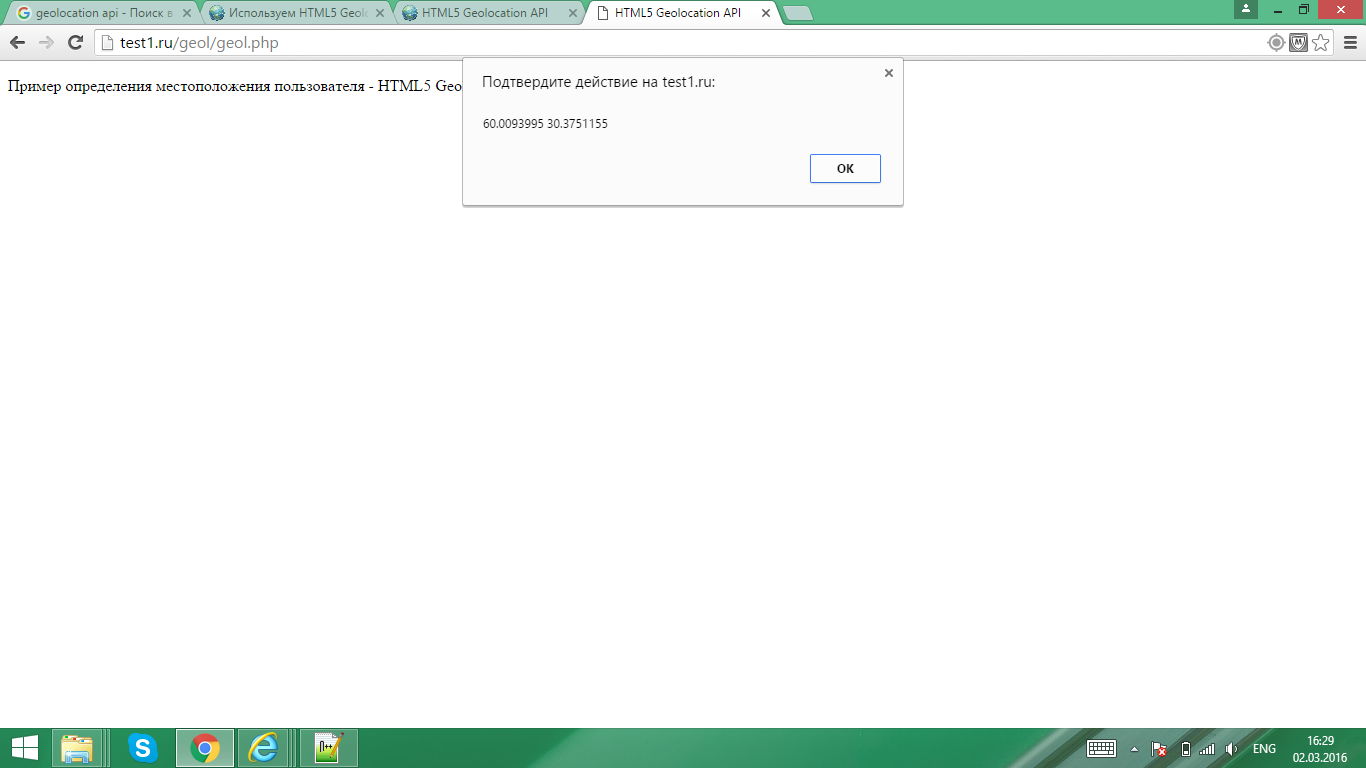 geolocation api - Поиск в
Используем HTML5 Geol
HTML5 Geolocation API
HTML5 Geolocation API
test1.ru/geol/geol.php
Пример определения местоположения пользователя - HTML5 Geo
Подтвердите действие на test1.ru:
60.0093995 30.3751155
OK
ENG
16:29
02.03.2016